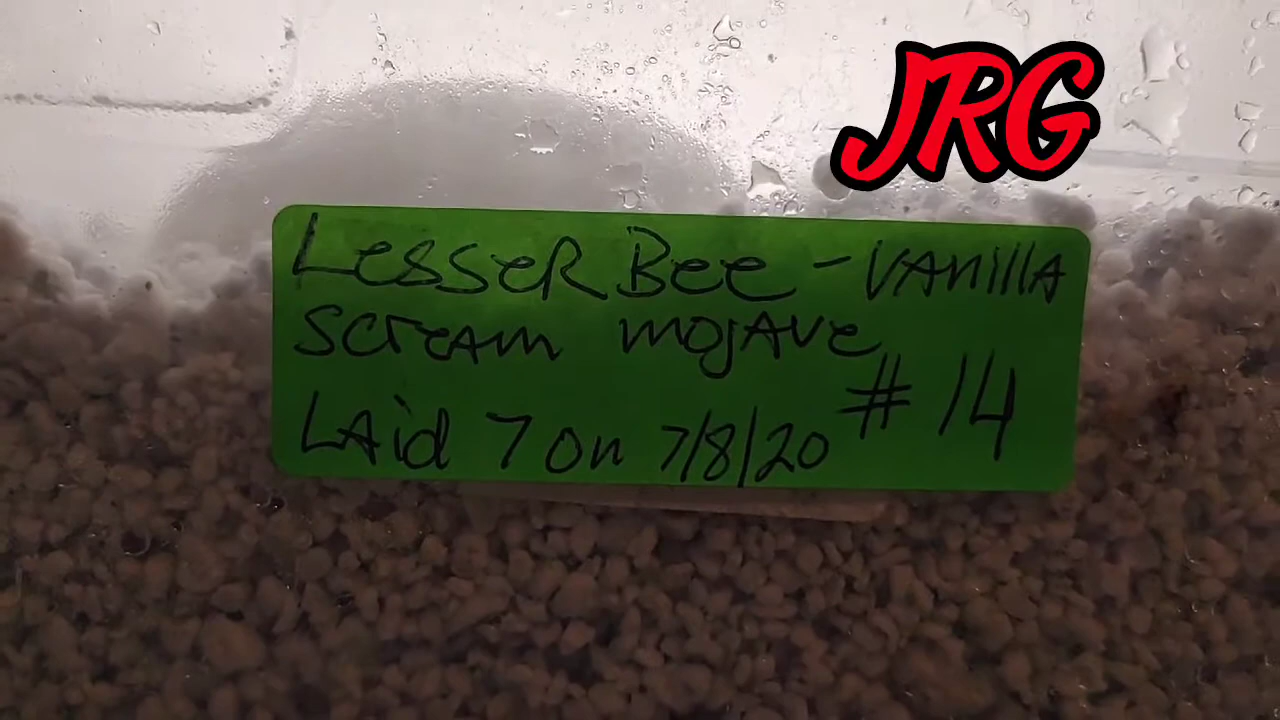 JRG
Lesser Bee - Vanilla
Scream mojave
# 14
Laid 7 on 7/8/20